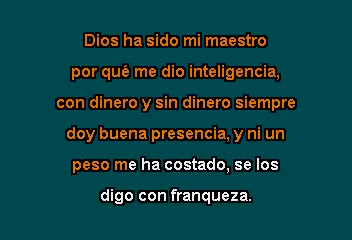 Dios ha sido mi maestro
por qué me dio inteligencia,
con dinero y sin dinero siempre
doy buena presencia, y ni un
peso me ha costado, se los
digo con franqueza.